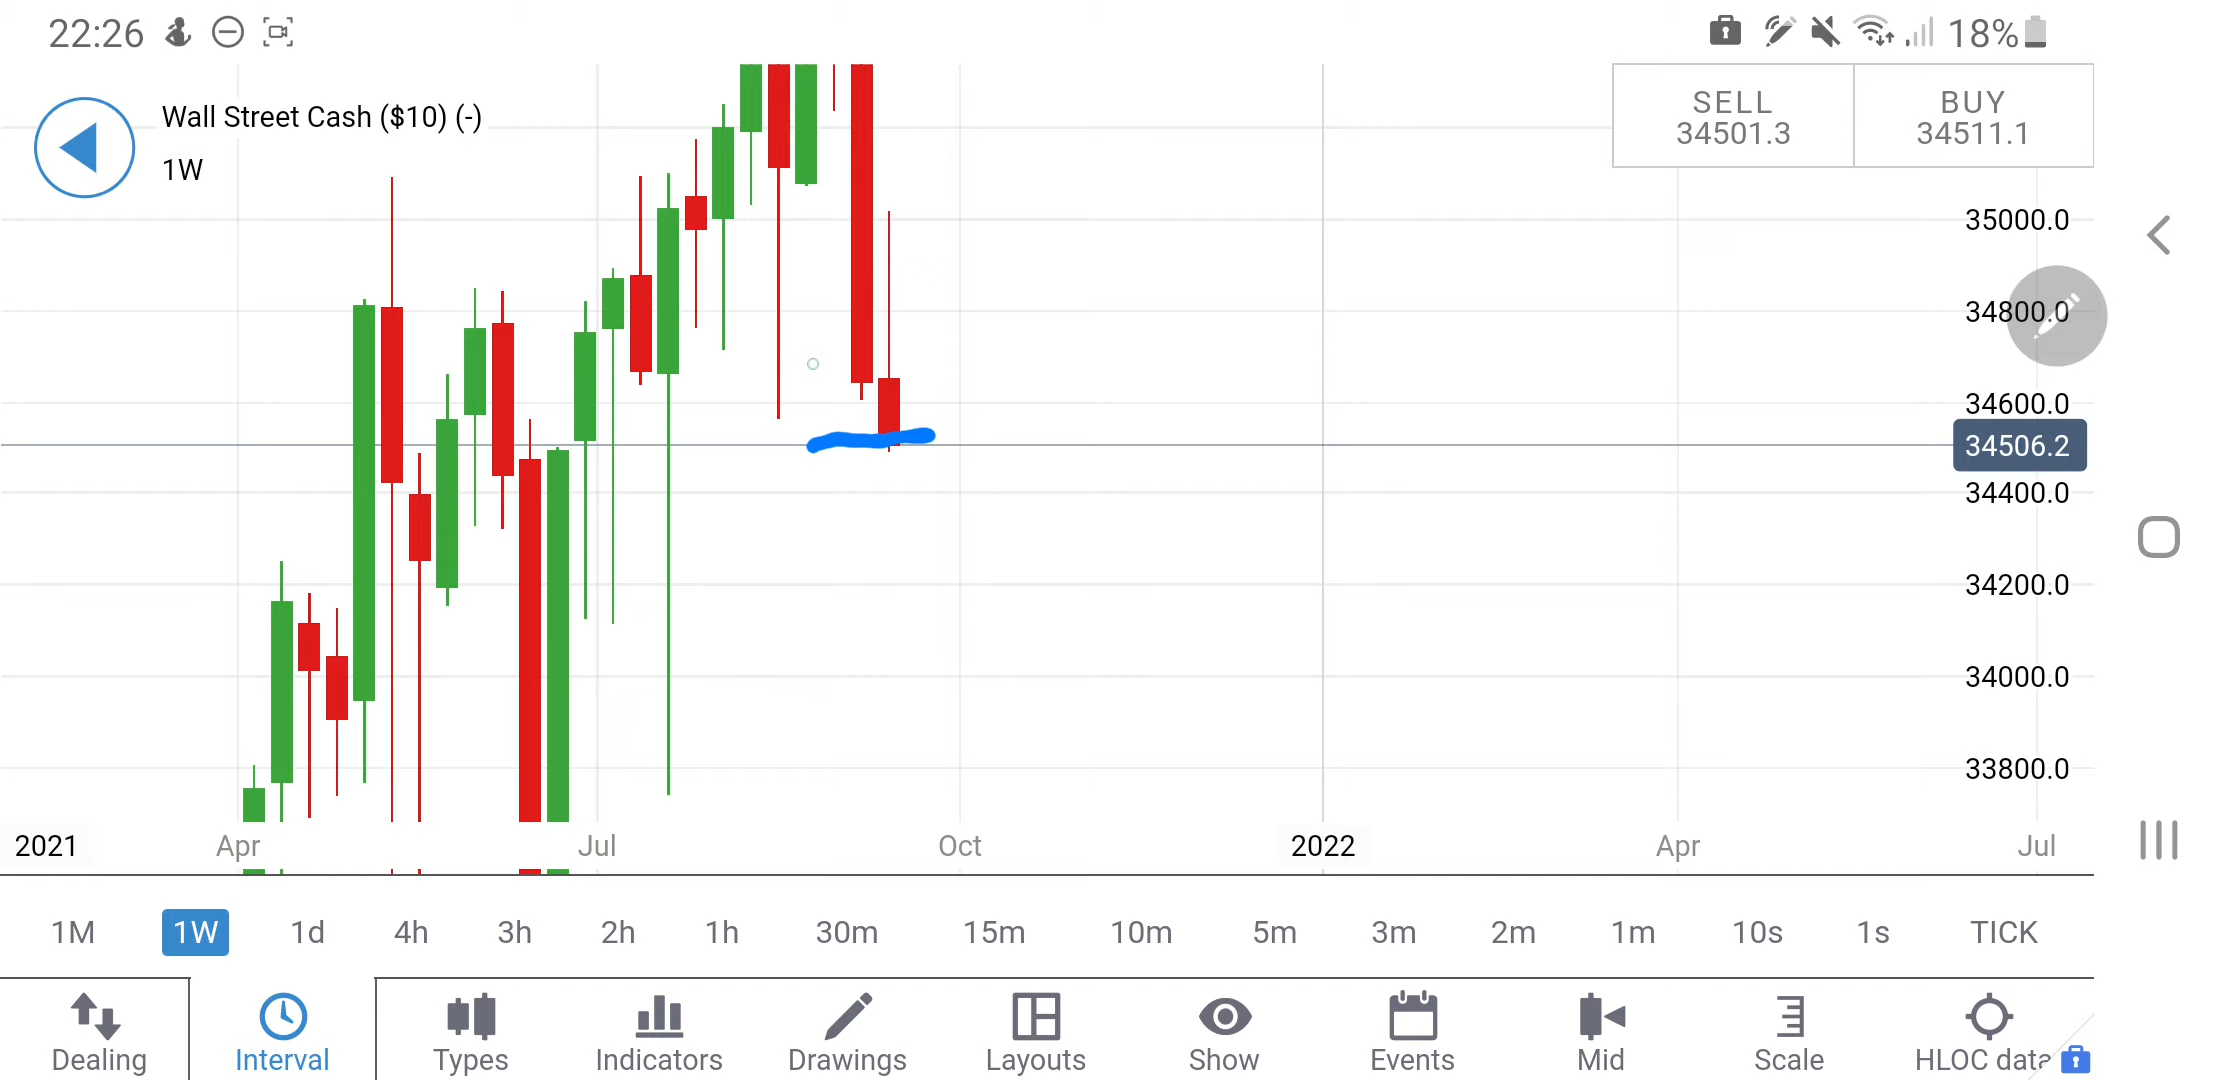 22:26
18%
Wall Street Cash ($10) (-)
1W
SELL BUY
34501.3 34511.1
35000.0
34800.0
34600.0
34506.2
34400.0
34200.0
34000.0
33800.0
2021 Apr Jul Oct 2022 Apr Jul
1M 1W 1d 4h 3h 2h 1h 30m 15m 10m 5m 3m 2m 1m 10s 1s TICK
Dealing Interval Types Indicators Drawings Layouts Show Events Mid Scale HLOC data